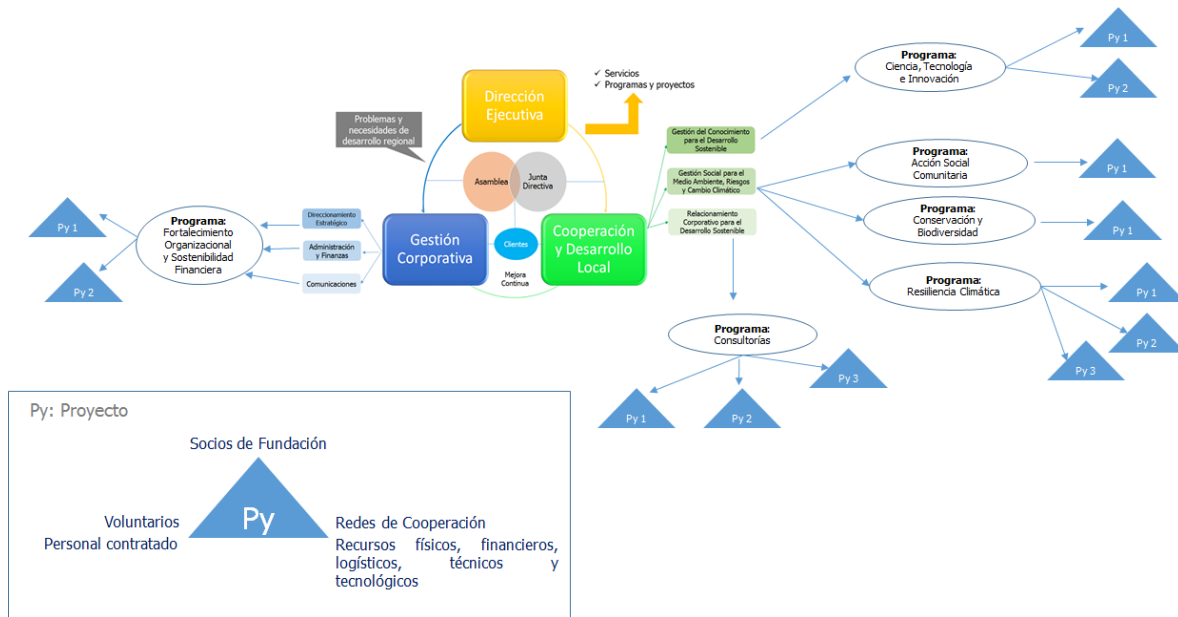 Dirección
Ejecutiva
✓ Servicios
✓ Programas y proyectos
Problemas y
necesidades de
desarrollo regional
Asamblea
Junta
Directiva
Gestión
Corporativa
Clientes
Mejora
Continua
Cooperación
y Desarrollo
Local
Direccionamiento
Estratégico
Administración
y Finanzas
Comunicaciones
Programa:
Fortalecimiento
Organizacional
y Sostenibilidad
Financiera
Py 1
Py 2
Gestión del Conocimiento
para el Desarrollo
Sostenible
Gestión Social para el
Medio Ambiente, Riesgos
y Cambio Climático
Relacionamiento
Corporativo para el
Desarrollo Sostenible
Programa:
Ciencia, Tecnología
e Innovación
Py 1
Py 2
Programa:
Acción Social
Comunitaria
Py 1
Programa:
Conservación y
Biodiversidad
Py 1
Programa:
Resiiliencia Climática
Py 1
Py 2
Py 3
Programa:
Consultorías
Py 1
Py 2
Py 3
Py: Proyecto
Socios de Fundación
Py
Voluntarios
Personal contratado
Redes de Cooperación
Recursos físicos, financieros,
logísticos, técnicos y
tecnológicos